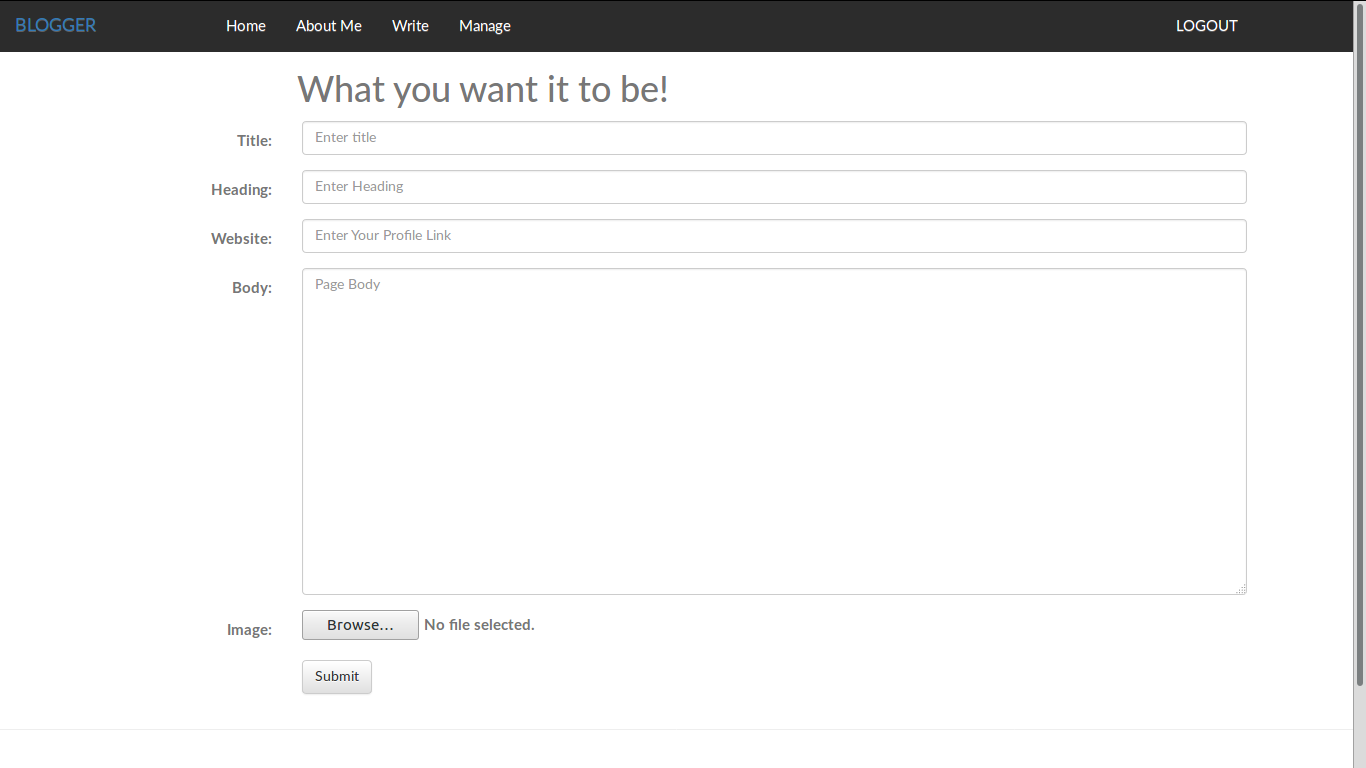 BLOGGER Home About Me Write Manage LOGOUT
What you want it to be!
Title: Enter title
Heading: Enter Heading
Website: Enter Your Profile Link
Body: Page Body
Image: Browse... No file selected.
Submit